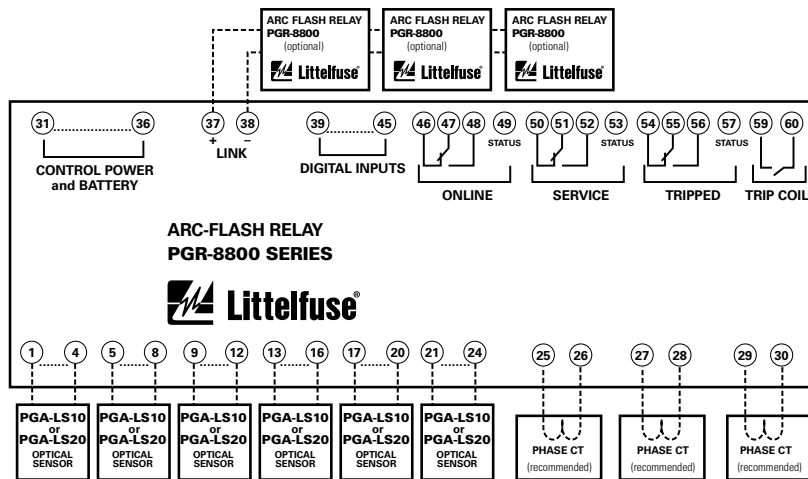 ARC FLASH RELAY
PGR-8800
(optional)
Littelfuse®
ARC FLASH RELAY
PGR-8800
(optional)
Littelfuse®
ARC FLASH RELAY
PGR-8800
(optional)
Littelfuse®
31 36 37 38 39 45 46 47 48 49 50 51 52 53 54 55 56 57 59 60
+ −
LINK
STATUS STATUS STATUS
CONTROL POWER
and BATTERY
DIGITAL INPUTS
ONLINE SERVICE TRIPPED TRIP COIL
ARC-FLASH RELAY
PGR-8800 SERIES
Littelfuse®
1 4 5 8 9 12 13 16 17 20 21 24 25 26 27 28 29 30
PGA-LS10
or
PGA-LS20
OPTICAL
SENSOR
PGA-LS10
or
PGA-LS20
OPTICAL
SENSOR
PGA-LS10
or
PGA-LS20
OPTICAL
SENSOR
PGA-LS10
or
PGA-LS20
OPTICAL
SENSOR
PGA-LS10
or
PGA-LS20
OPTICAL
SENSOR
PGA-LS10
or
PGA-LS20
OPTICAL
SENSOR
PHASE CT
(recommended)
PHASE CT
(recommended)
PHASE CT
(recommended)